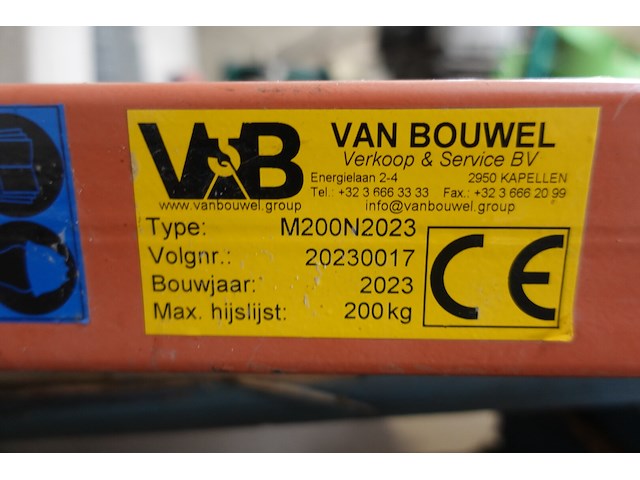 VAB
www.vanbouwel.group
VAN BOUWEL
Verkoop & Service BV
Energielaan 2-4 2950 KAPELLEN
Tel.: +32 3 666 33 33 Fax.: +32 3 666 20 99
info@vanbouwel.group
Type: M200N2023
Volgnr.: 20230017
Bouwjaar: 2023
Max. hijslijst: 200kg
CE